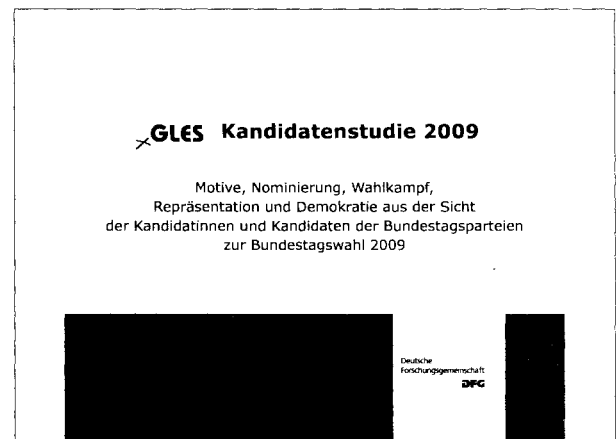 GLES Kandidatenstudie 2009
Motive, Nominierung, Wahlkampf,
Repräsentation und Demokratie aus der Sicht
der Kandidatinnen und Kandidaten der Bundestagsparteien
zur Bundestagswahl 2009
Deutsche
Forschungsgemeinschaft
DFG